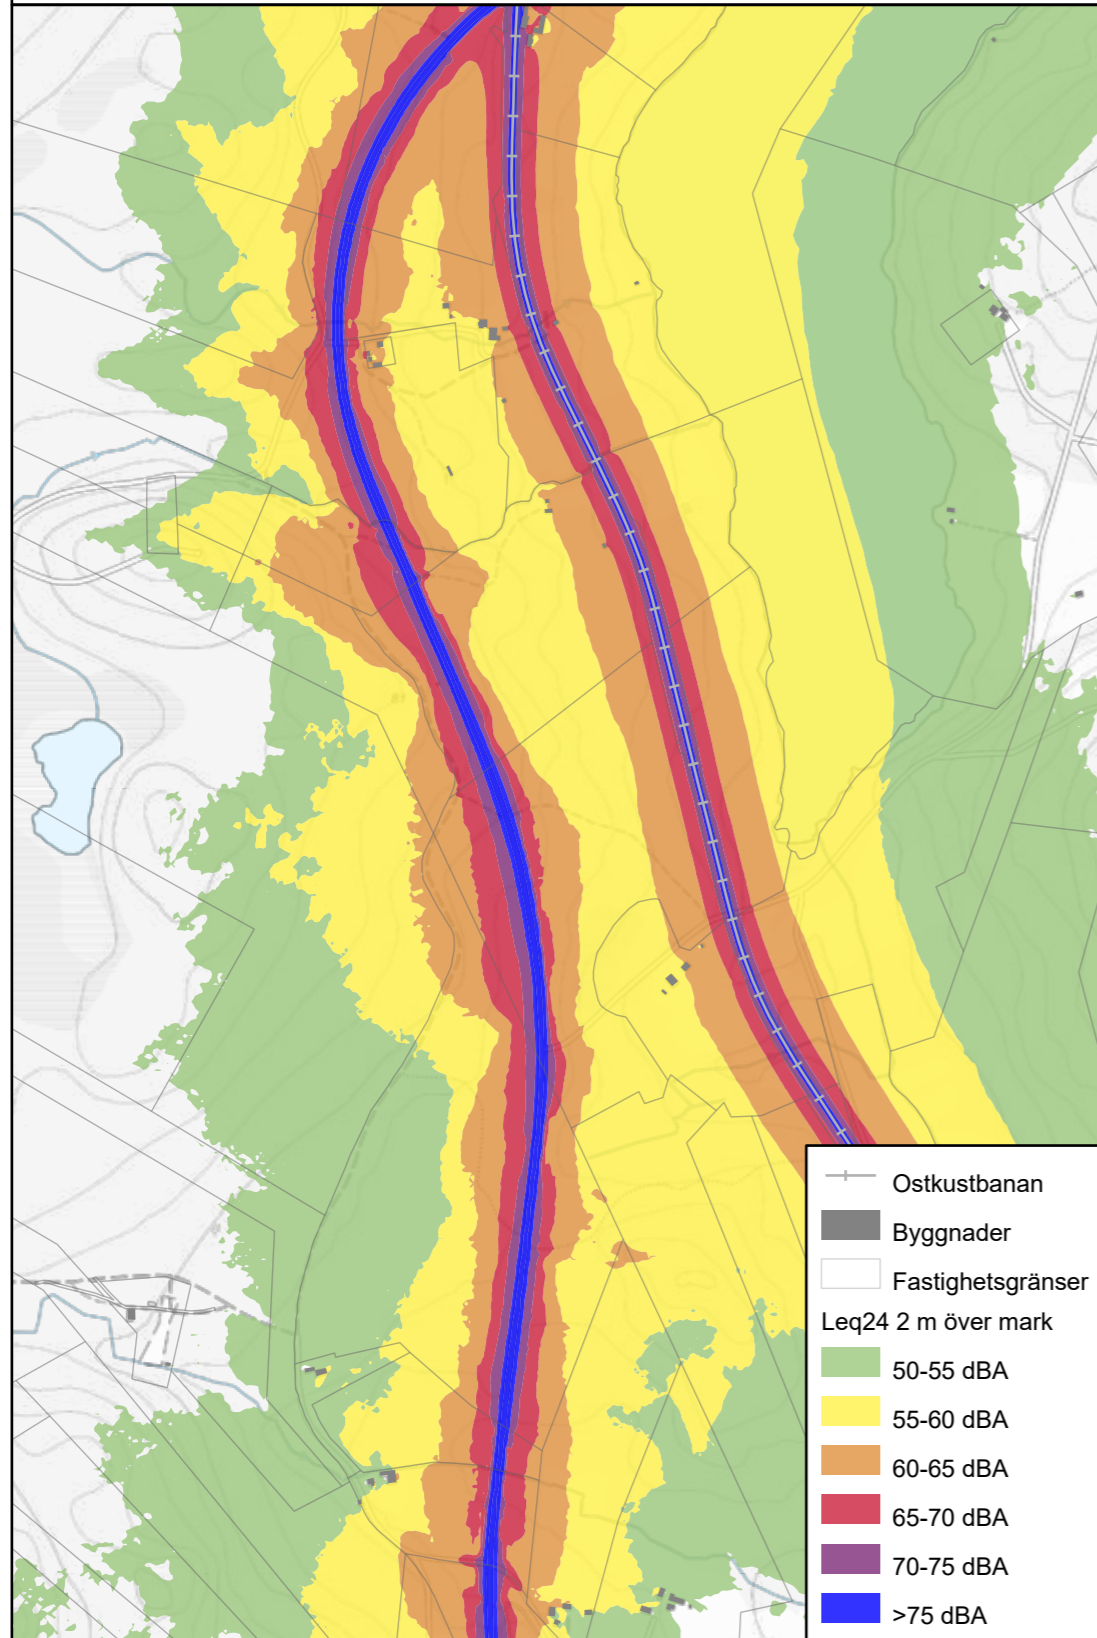 Ostkustbanan
Byggnader
Fastighetsgränser
Leq24 2 m över mark
50-55 dBA
55-60 dBA
60-65 dBA
65-70 dBA
70-75 dBA
>75 dBA